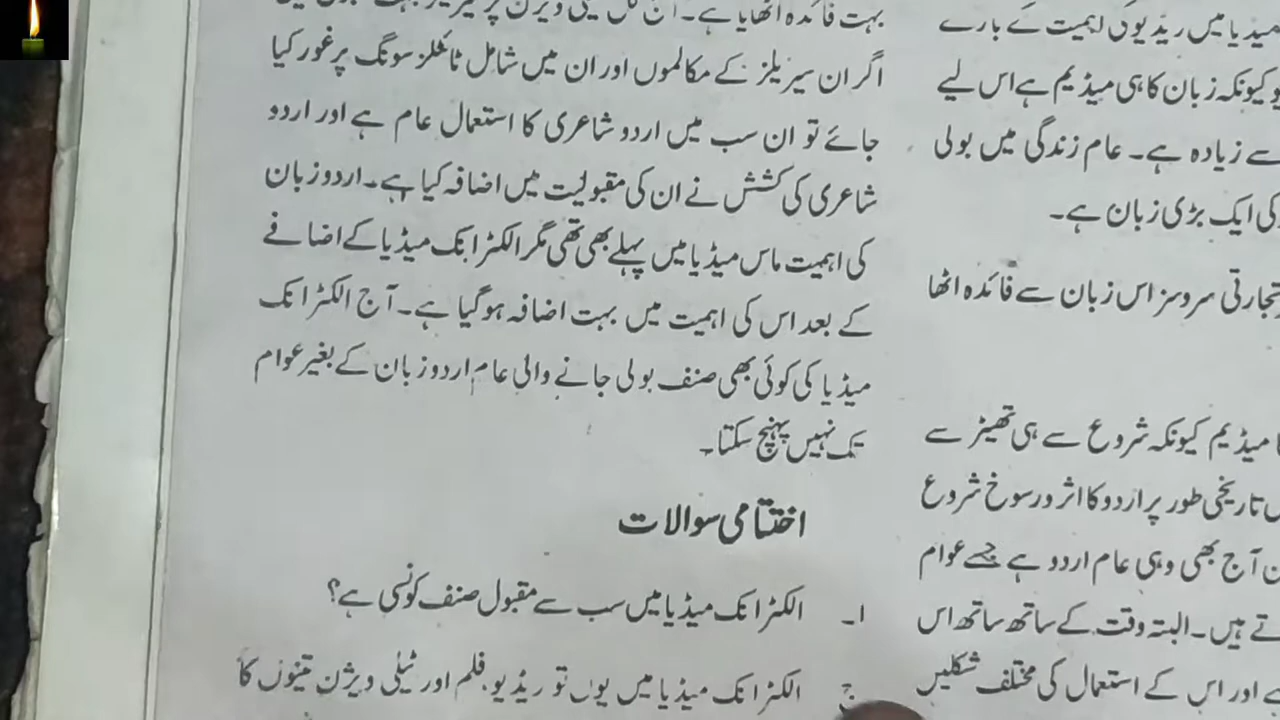 میڈیا میں ریڈیو کی اہمیت کے بارے
کیونکہ زبان کا ہی میڈیم ہے اس لیے
سے زیادہ ہے۔ عام زندگی میں بولی
کی ایک بڑی زبان ہے۔
تجارتی سروسز اس زبان سے فائدہ اٹھا
میڈیم کیونکہ شروع سے ہی تھیٹر سے
تاریخی طور پر اردو کا اثر ورسوخ شروع
آج بھی وہی عام اردو ہے جسے عوام
تے ہیں۔ البتہ وقت کے ساتھ ساتھ اس
اور اس کے استعمال کی مختلف شکلیں
بہت فائدہ اٹھایا ہے۔ آج کل ٹیلی ویژن پر
اگر ان سیریلز کے مکالموں اور ان میں شامل ٹائٹلز سونگ پر غور کیا
جائے تو ان سب میں اردو شاعری کا استعمال عام ہے اور اردو
شاعری کی کشش نے ان کی مقبولیت میں اضافہ کیا ہے۔ اردو زبان
کی اہمیت ماس میڈیا میں پہلے بھی تھی مگر الکٹرانک میڈیا کے اضافے
کے بعد اس کی اہمیت میں بہت اضافہ ہوگیا ہے۔ آج الکٹرانک
میڈیا کی کوئی بھی صنف بولی جانے والی عام اردو زبان کے بغیر عوام
تک نہیں پہنچ سکتا۔
اختتامی سوالات
۱۔ الکٹرانک میڈیا میں سب سے مقبول صنف کونسی ہے؟
ج الکٹرانک میڈیا میں یوں تو ریڈیو، فلم اور ٹیلی ویژن تینوں کا